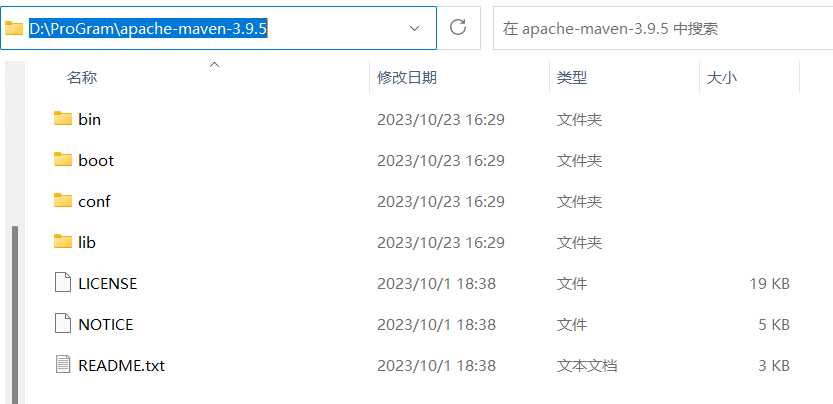 D:\ProGram\apache-maven-3.9.5 在 apache-maven-3.9.5 中搜索
名称 修改日期 类型 大小
bin 2023/10/23 16:29 文件夹
boot 2023/10/23 16:29 文件夹
conf 2023/10/23 16:29 文件夹
lib 2023/10/23 16:29 文件夹
LICENSE 2023/10/1 18:38 文件 19 KB
NOTICE 2023/10/1 18:38 文件 5 KB
README.txt 2023/10/1 18:38 文本文档 3 KB